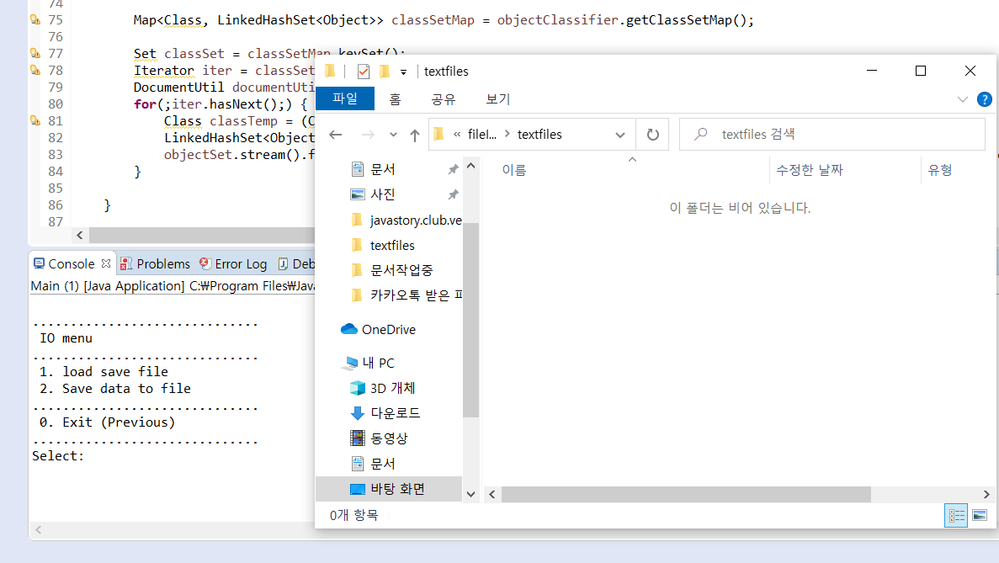 74
75 Map<Class, LinkedHashSet<Object>> classSetMap = objectClassifier.getClassSetMap();
76
77 Set classSet = classSetMap.keySet();
78 Iterator iter = classSet
79 DocumentUtil documentUti
80 for(;iter.hasNext();) {
81 Class classTemp = (C
82 LinkedHashSet<Object
83 objectSet.stream().f
84 }
85
86 }
87
textfiles
파일 홈 공유 보기
« fileI... > textfiles
textfiles 검색
문서
사진
javastory.club.ve
textfiles
문서작업중
카카오톡 받은 파
OneDrive
내 PC
3D 개체
다운로드
동영상
문서
바탕 화면
이름 수정한 날짜 유형
이 폴더는 비어 있습니다.
0개 항목
Console Problems Error Log Deb
Main (1) [Java Application] C:₩Program Files₩Java
..............................
IO menu
..............................
1. load save file
2. Save data to file
..............................
0. Exit (Previous)
..............................
Select: